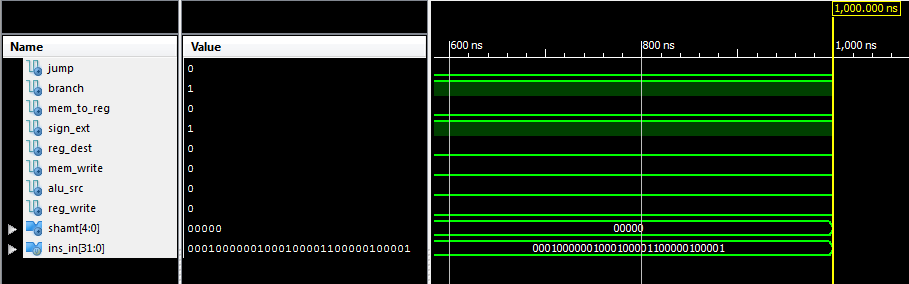 1,000.000 ns
Name Value 600 ns 800 ns 1,000 ns
jump 0
branch 1
mem_to_reg 0
sign_ext 1
reg_dest 0
mem_write 0
alu_src 0
reg_write 0
shamt[4:0] 00000 00000
ins_in[31:0] 00010000001000100001100000100001 00010000001000100001100000100001